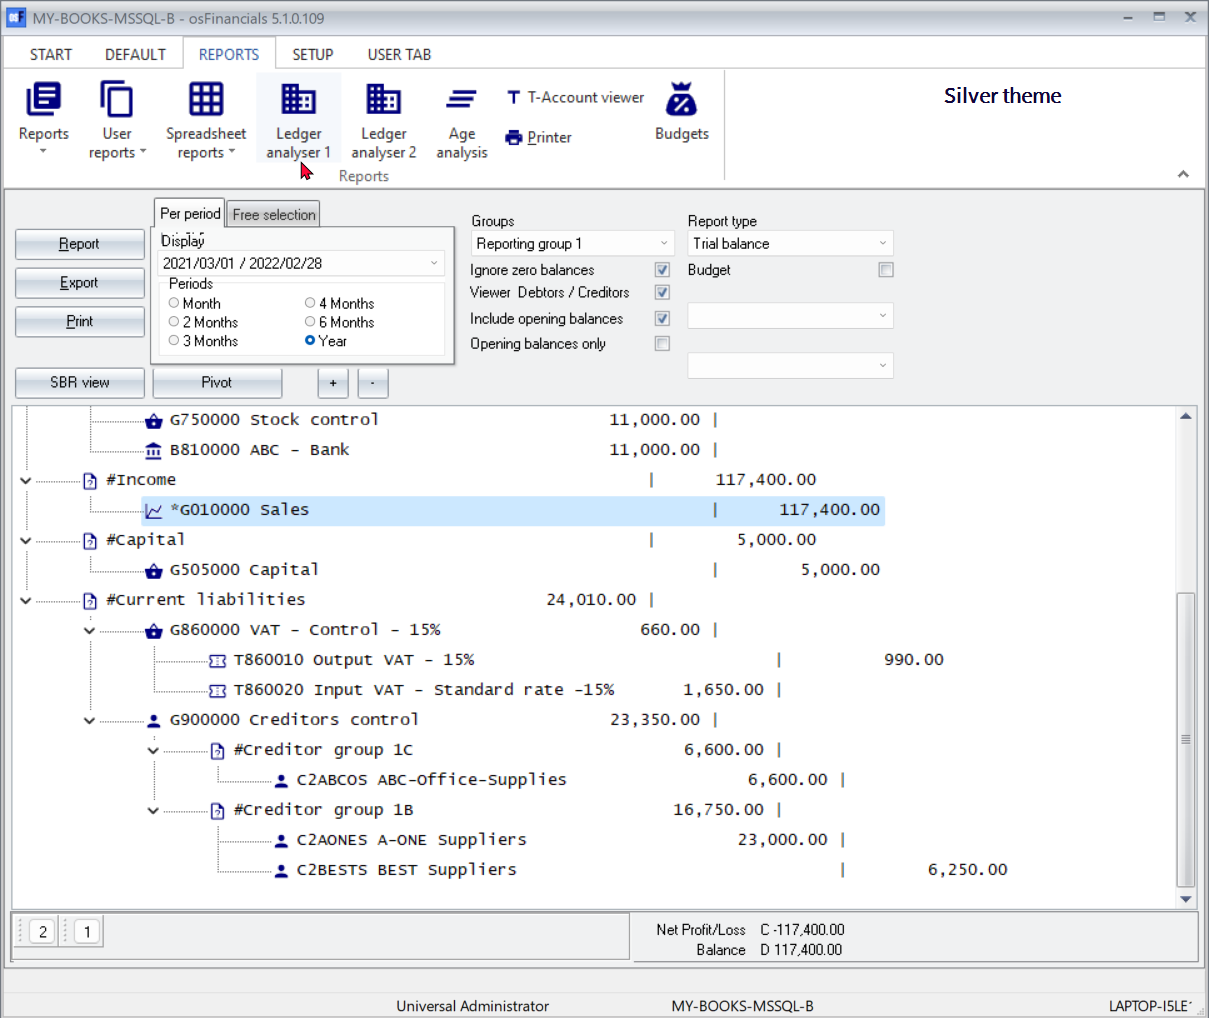 MY-BOOKS-MSSQL-B - osFinancials 5.1.0.109
START DEFAULT REPORTS SETUP USER TAB
Reports
User reports
Spreadsheet reports
Ledger analyser 1
Ledger analyser 2
Age analysis
T-Account viewer
Printer
Budgets
Silver theme
Reports
Report
Export
Print
Per period Free selection
Display
2021/03/01 / 2022/02/28
Periods
Month 4 Months
2 Months 6 Months
3 Months Year
Groups
Reporting group 1
Ignore zero balances
Viewer Debtors / Creditors
Include opening balances
Opening balances only
Report type
Trial balance
Budget
SBR view Pivot + -
G750000 Stock control 11,000.00 |
B810000 ABC - Bank 11,000.00 |
#Income | 117,400.00
*G010000 Sales | 117,400.00
#Capital | 5,000.00
G505000 Capital | 5,000.00
#Current liabilities 24,010.00 |
G860000 VAT - Control - 15% 660.00 |
T860010 Output VAT - 15% | 990.00
T860020 Input VAT - Standard rate -15% 1,650.00 |
G900000 Creditors control 23,350.00 |
#Creditor group 1C 6,600.00 |
C2ABCOS ABC-Office-Supplies 6,600.00 |
#Creditor group 1B 16,750.00 |
C2AONES A-ONE Suppliers 23,000.00 |
C2BESTS BEST Suppliers | 6,250.00
2 1
Net Profit/Loss C -117,400.00
Balance D 117,400.00
Universal Administrator MY-BOOKS-MSSQL-B LAPTOP-I5LE